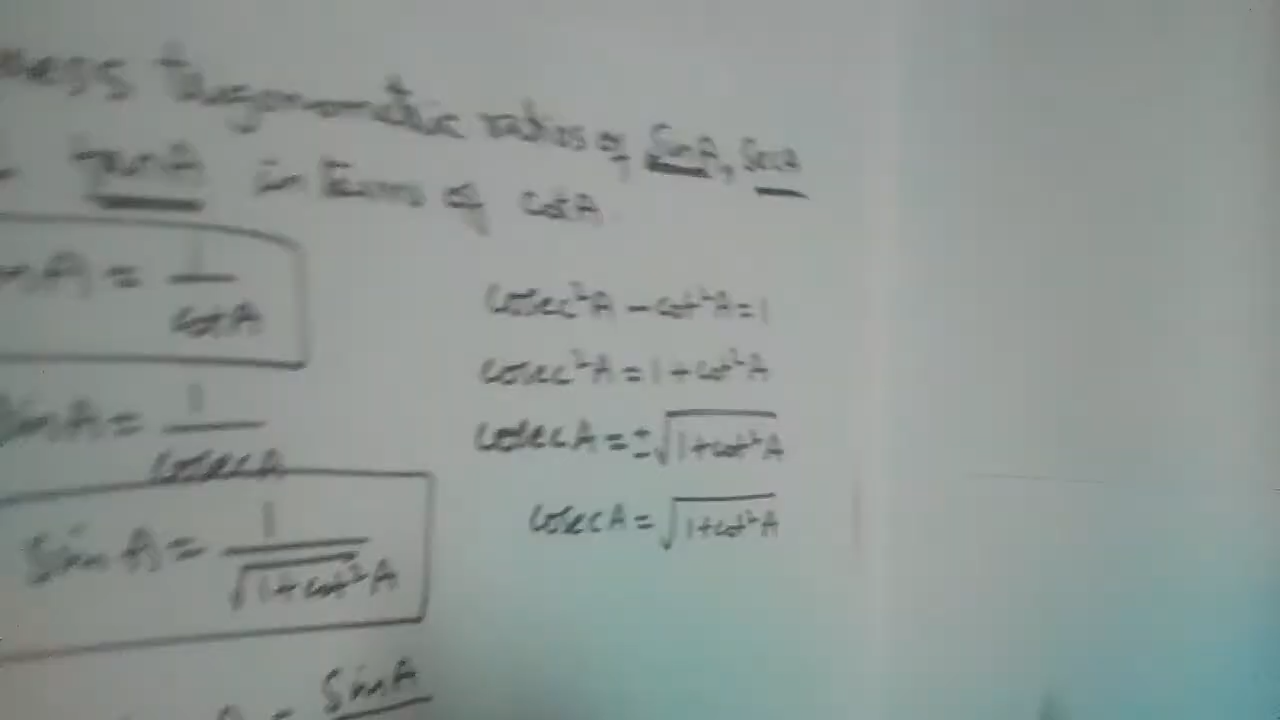 Trigonometric ratios of SinA, SecA
tanA in Terms of cotA
= 1/cotA
SinA = 1/cosecA
SinA = 1/√(1+cot²A)
SinA
cosec²A - cot²A = 1
cosec²A = 1 + cot²A
cosecA = ±√(1+cot²A)
cosecA = √(1+cot²A)